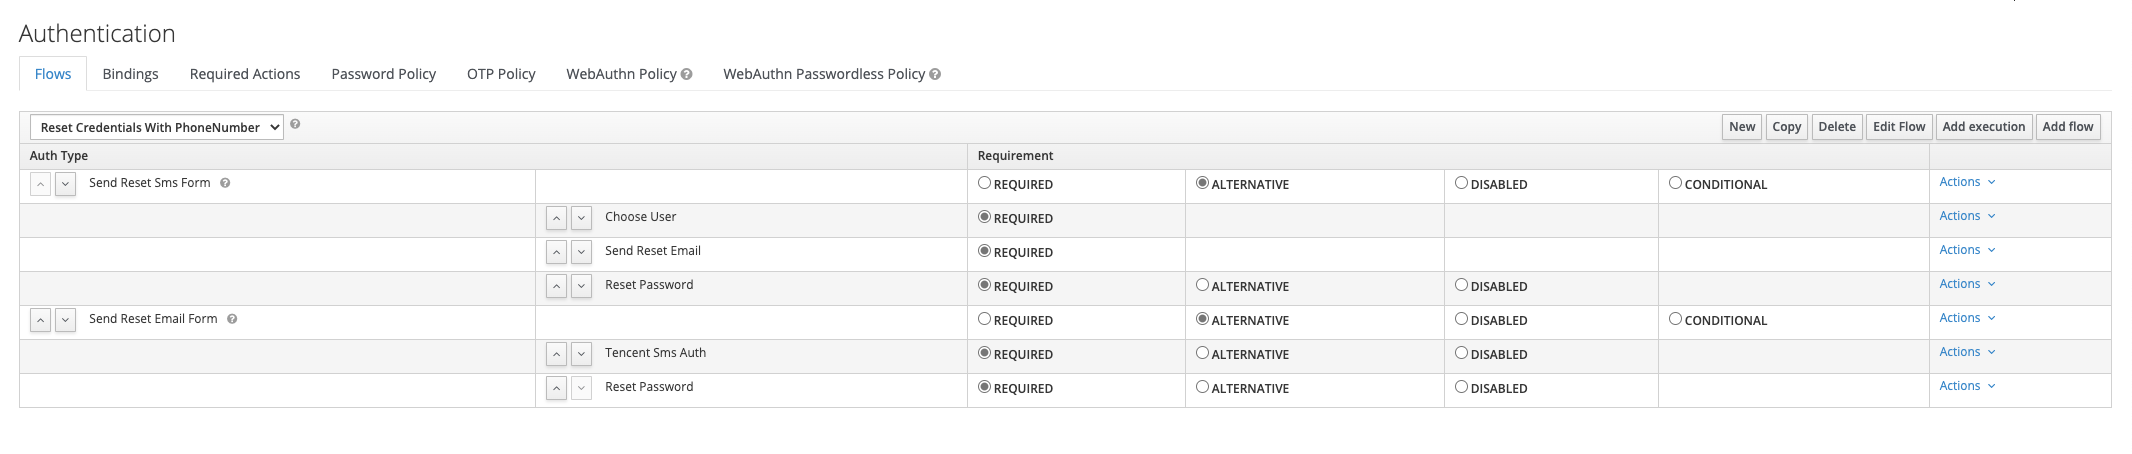 Authentication
Flows Bindings Required Actions Password Policy OTP Policy WebAuthn Policy WebAuthn Passwordless Policy
Reset Credentials With PhoneNumber New Copy Delete Edit Flow Add execution Add flow
Auth Type Requirement
Send Reset Sms Form REQUIRED ALTERNATIVE DISABLED CONDITIONAL Actions
Choose User REQUIRED Actions
Send Reset Email REQUIRED Actions
Reset Password REQUIRED ALTERNATIVE DISABLED Actions
Send Reset Email Form REQUIRED ALTERNATIVE DISABLED CONDITIONAL Actions
Tencent Sms Auth REQUIRED ALTERNATIVE DISABLED Actions
Reset Password REQUIRED ALTERNATIVE DISABLED Actions